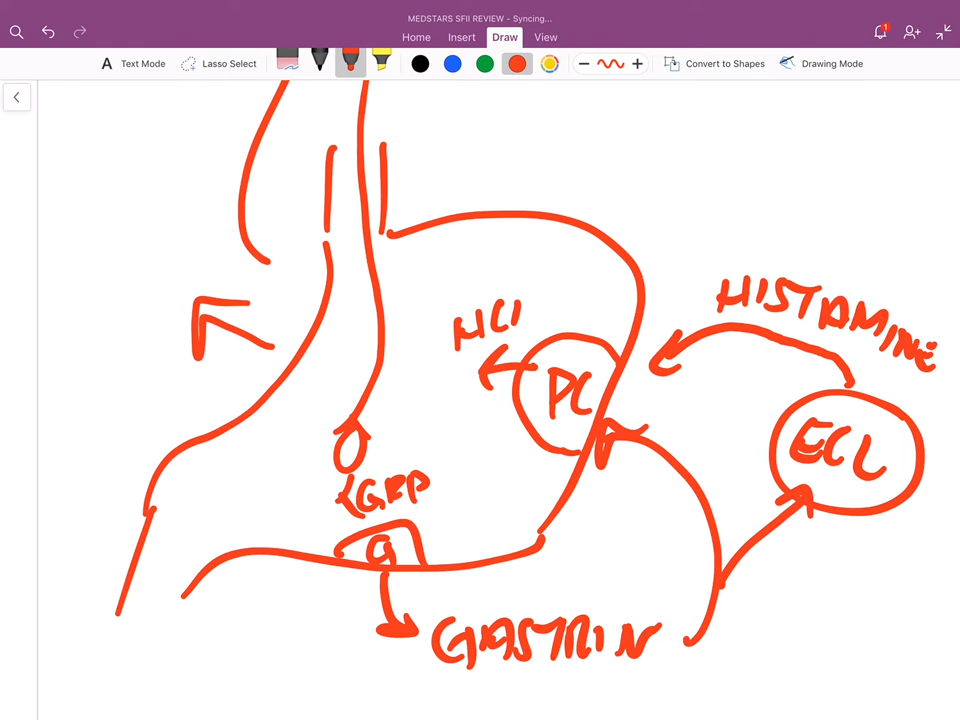 MEDSTARS SFII REVIEW - Syncing...
Home Insert Draw View
1
A Text Mode Lasso Select Convert to Shapes Drawing Mode
HISTAMINE
HCl
PC
ECL
GRP
G
GASTRIN